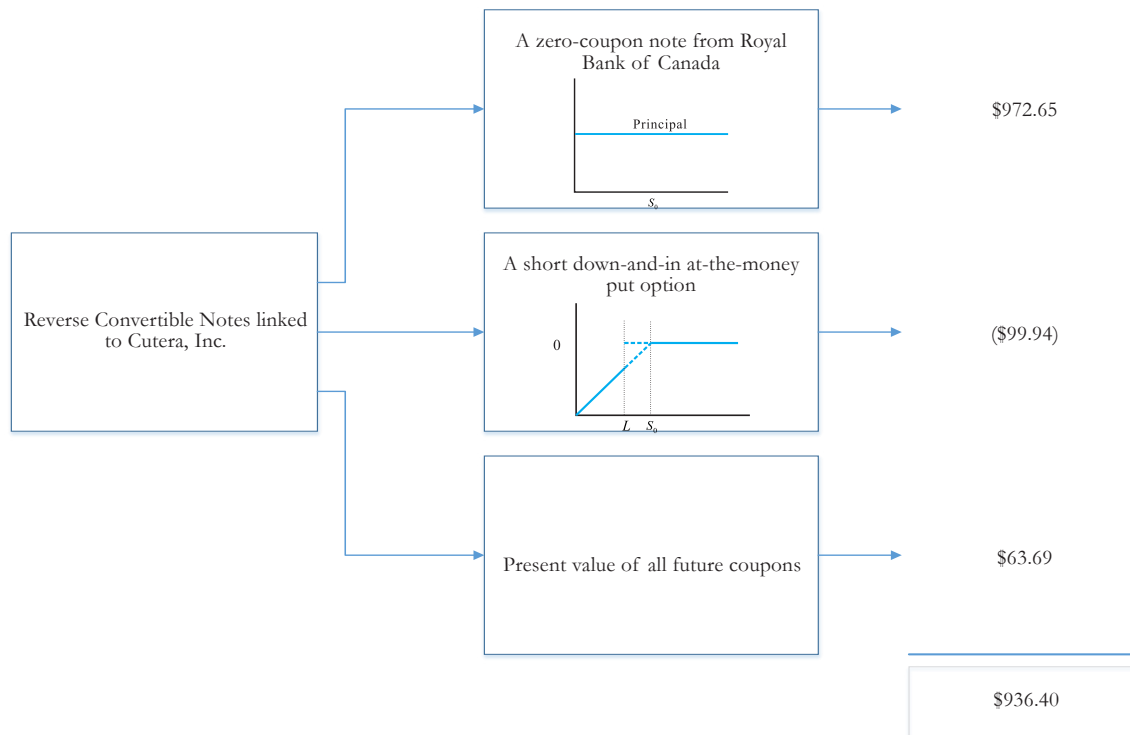 A zero-coupon note from Royal
Bank of Canada
Principal
S₀
$972.65
Reverse Convertible Notes linked
to Cutera, Inc.
A short down-and-in at-the-money
put option
0
L S₀
($99.94)
Present value of all future coupons
$63.69
$936.40